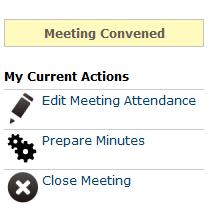 Meeting Convened
My Current Actions
Edit Meeting Attendance
Prepare Minutes
Close Meeting